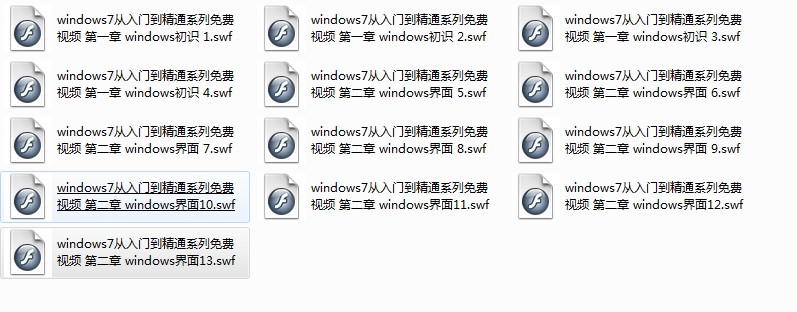 windows7从入门到精通系列免费
视频 第一章 windows初识 1.swf
windows7从入门到精通系列免费
视频 第一章 windows初识 2.swf
windows7从入门到精通系列免费
视频 第一章 windows初识 3.swf
windows7从入门到精通系列免费
视频 第一章 windows初识 4.swf
windows7从入门到精通系列免费
视频 第二章 windows界面 5.swf
windows7从入门到精通系列免费
视频 第二章 windows界面 6.swf
windows7从入门到精通系列免费
视频 第二章 windows界面 7.swf
windows7从入门到精通系列免费
视频 第二章 windows界面 8.swf
windows7从入门到精通系列免费
视频 第二章 windows界面 9.swf
windows7从入门到精通系列免费
视频 第二章 windows界面10.swf
windows7从入门到精通系列免费
视频 第二章 windows界面11.swf
windows7从入门到精通系列免费
视频 第二章 windows界面12.swf
windows7从入门到精通系列免费
视频 第二章 windows界面13.swf